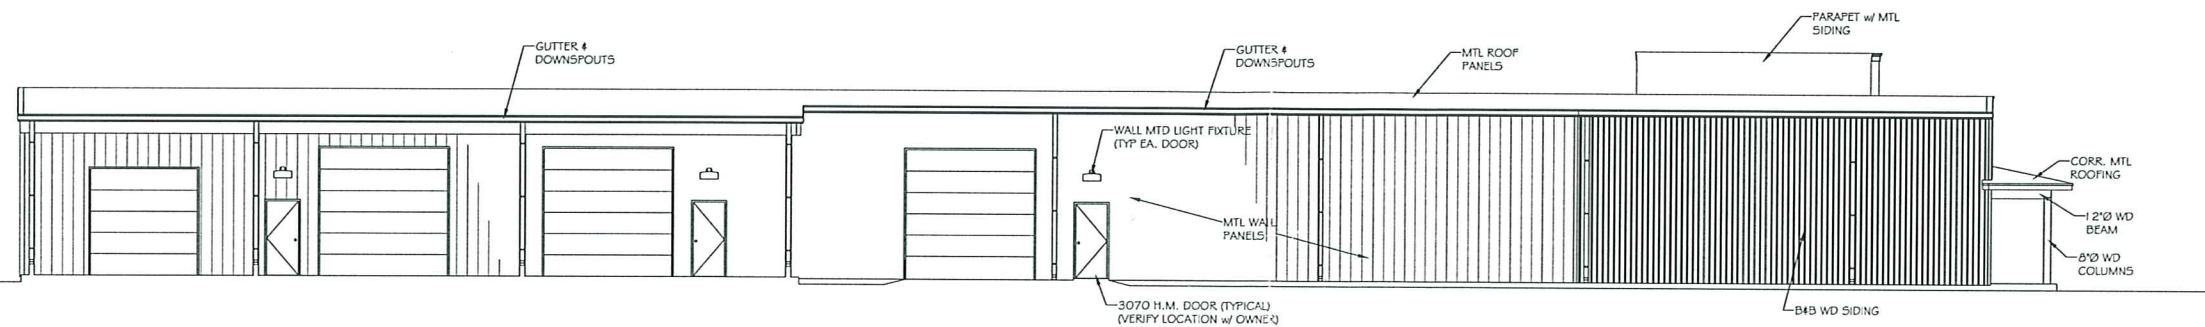 PARAPET w/ MTL
SIDING
GUTTER &
DOWNSPOUTS
GUTTER &
DOWNSPOUTS
MTL ROOF
PANELS
WALL MTD LIGHT FIXTURE
(TYP EA. DOOR)
CORR. MTL
ROOFING
MTL WALL
PANELS
12"Ø WD
BEAM
8"Ø WD
COLUMNS
3070 H.M. DOOR (TYPICAL)
(VERIFY LOCATION w/ OWNER)
B&B WD SIDING